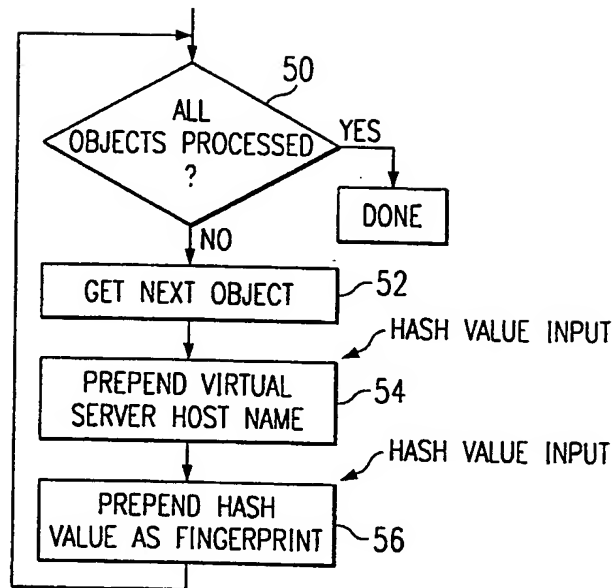 50
ALL
OBJECTS PROCESSED
?
YES
DONE
NO
GET NEXT OBJECT
52
HASH VALUE INPUT
PREPEND VIRTUAL
SERVER HOST NAME
54
HASH VALUE INPUT
PREPEND HASH
VALUE AS FINGERPRINT
56